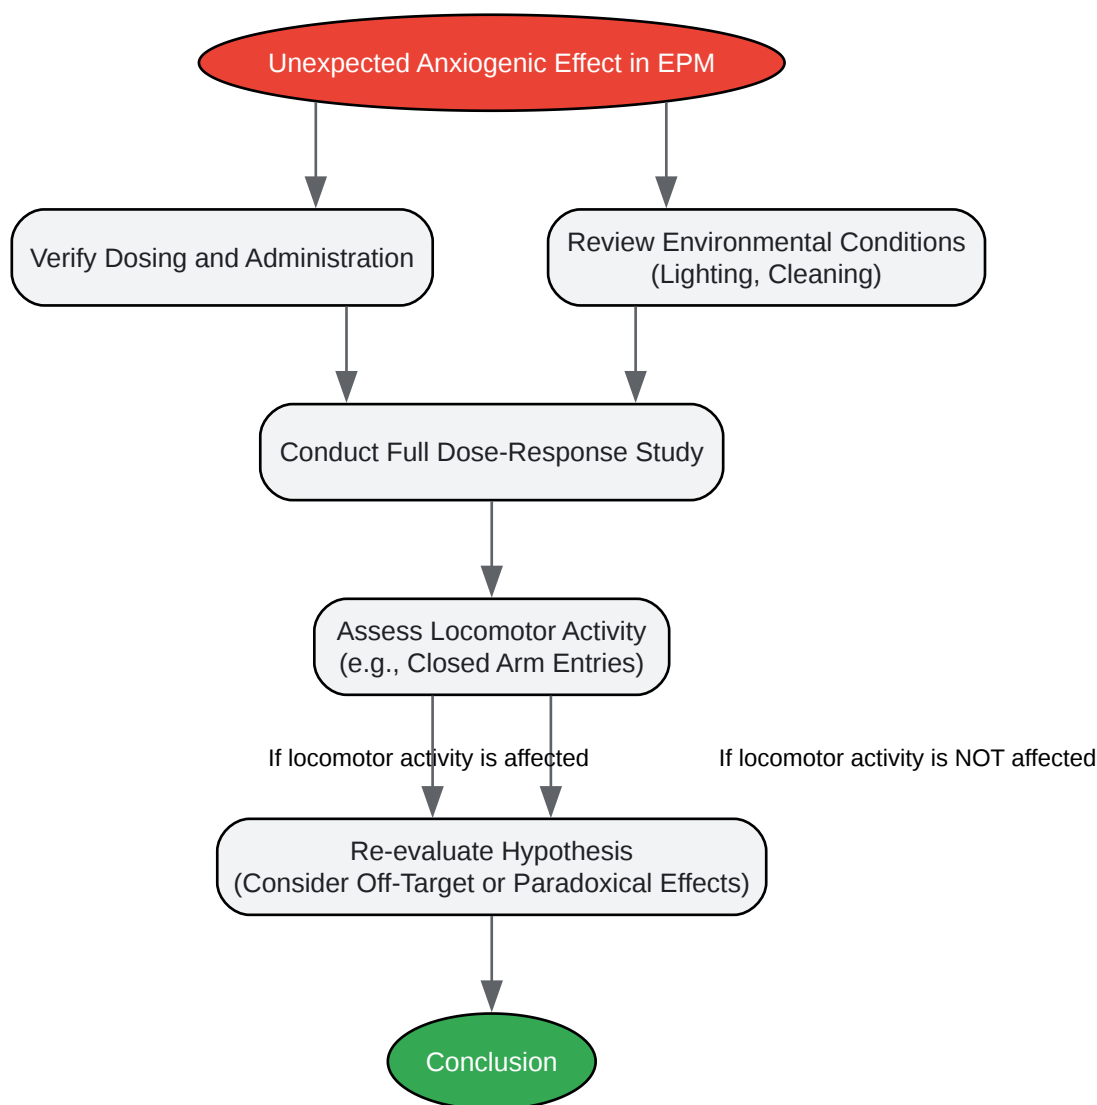 Unexpected Anxiogenic Effect in EPM
Verify Dosing and Administration
Review Environmental Conditions
(Lighting, Cleaning)
Conduct Full Dose-Response Study
Assess Locomotor Activity
(e.g., Closed Arm Entries)
If locomotor activity is affected
If locomotor activity is NOT affected
Re-evaluate Hypothesis
(Consider Off-Target or Paradoxical Effects)
Conclusion